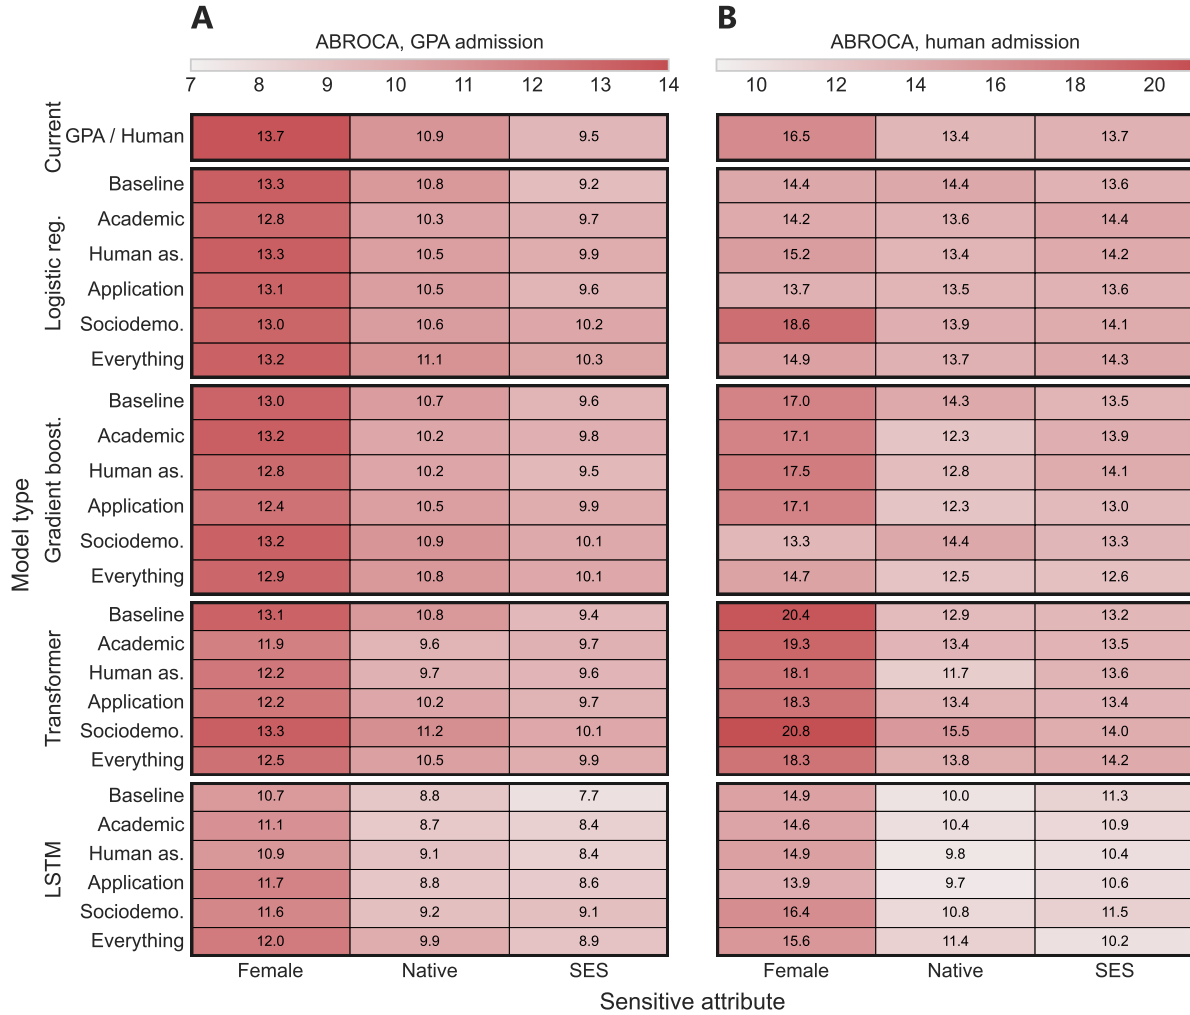 A
B
ABROCA, GPA admission
ABROCA, human admission
7 8 9 10 11 12 13 14
10 12 14 16 18 20
Current
GPA / Human 13.7 10.9 9.5 16.5 13.4 13.7
Logistic reg.
Baseline 13.3 10.8 9.2 14.4 14.4 13.6
Academic 12.8 10.3 9.7 14.2 13.6 14.4
Human as. 13.3 10.5 9.9 15.2 13.4 14.2
Application 13.1 10.5 9.6 13.7 13.5 13.6
Sociodemo. 13.0 10.6 10.2 18.6 13.9 14.1
Everything 13.2 11.1 10.3 14.9 13.7 14.3
Model type
Gradient boost.
Baseline 13.0 10.7 9.6 17.0 14.3 13.5
Academic 13.2 10.2 9.8 17.1 12.3 13.9
Human as. 12.8 10.2 9.5 17.5 12.8 14.1
Application 12.4 10.5 9.9 17.1 12.3 13.0
Sociodemo. 13.2 10.9 10.1 13.3 14.4 13.3
Everything 12.9 10.8 10.1 14.7 12.5 12.6
Transformer
Baseline 13.1 10.8 9.4 20.4 12.9 13.2
Academic 11.9 9.6 9.7 19.3 13.4 13.5
Human as. 12.2 9.7 9.6 18.1 11.7 13.6
Application 12.2 10.2 9.7 18.3 13.4 13.4
Sociodemo. 13.3 11.2 10.1 20.8 15.5 14.0
Everything 12.5 10.5 9.9 18.3 13.8 14.2
LSTM
Baseline 10.7 8.8 7.7 14.9 10.0 11.3
Academic 11.1 8.7 8.4 14.6 10.4 10.9
Human as. 10.9 9.1 8.4 14.9 9.8 10.4
Application 11.7 8.8 8.6 13.9 9.7 10.6
Sociodemo. 11.6 9.2 9.1 16.4 10.8 11.5
Everything 12.0 9.9 8.9 15.6 11.4 10.2
Female Native SES Female Native SES
Sensitive attribute